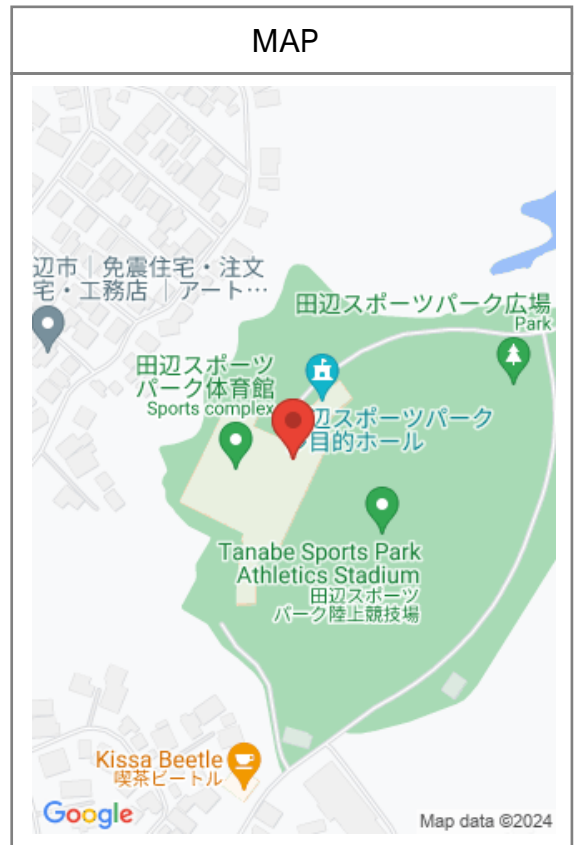 MAP
辺市｜免震住宅・注文
宅・工務店｜アート…
田辺スポーツパーク広場
Park
田辺スポーツ
パーク体育館
Sports complex
辺スポーツパーク
目的ホール
Tanabe Sports Park
Athletics Stadium
田辺スポーツ
パーク陸上競技場
Kissa Beetle
喫茶ビートル
Google
Map data ©2024